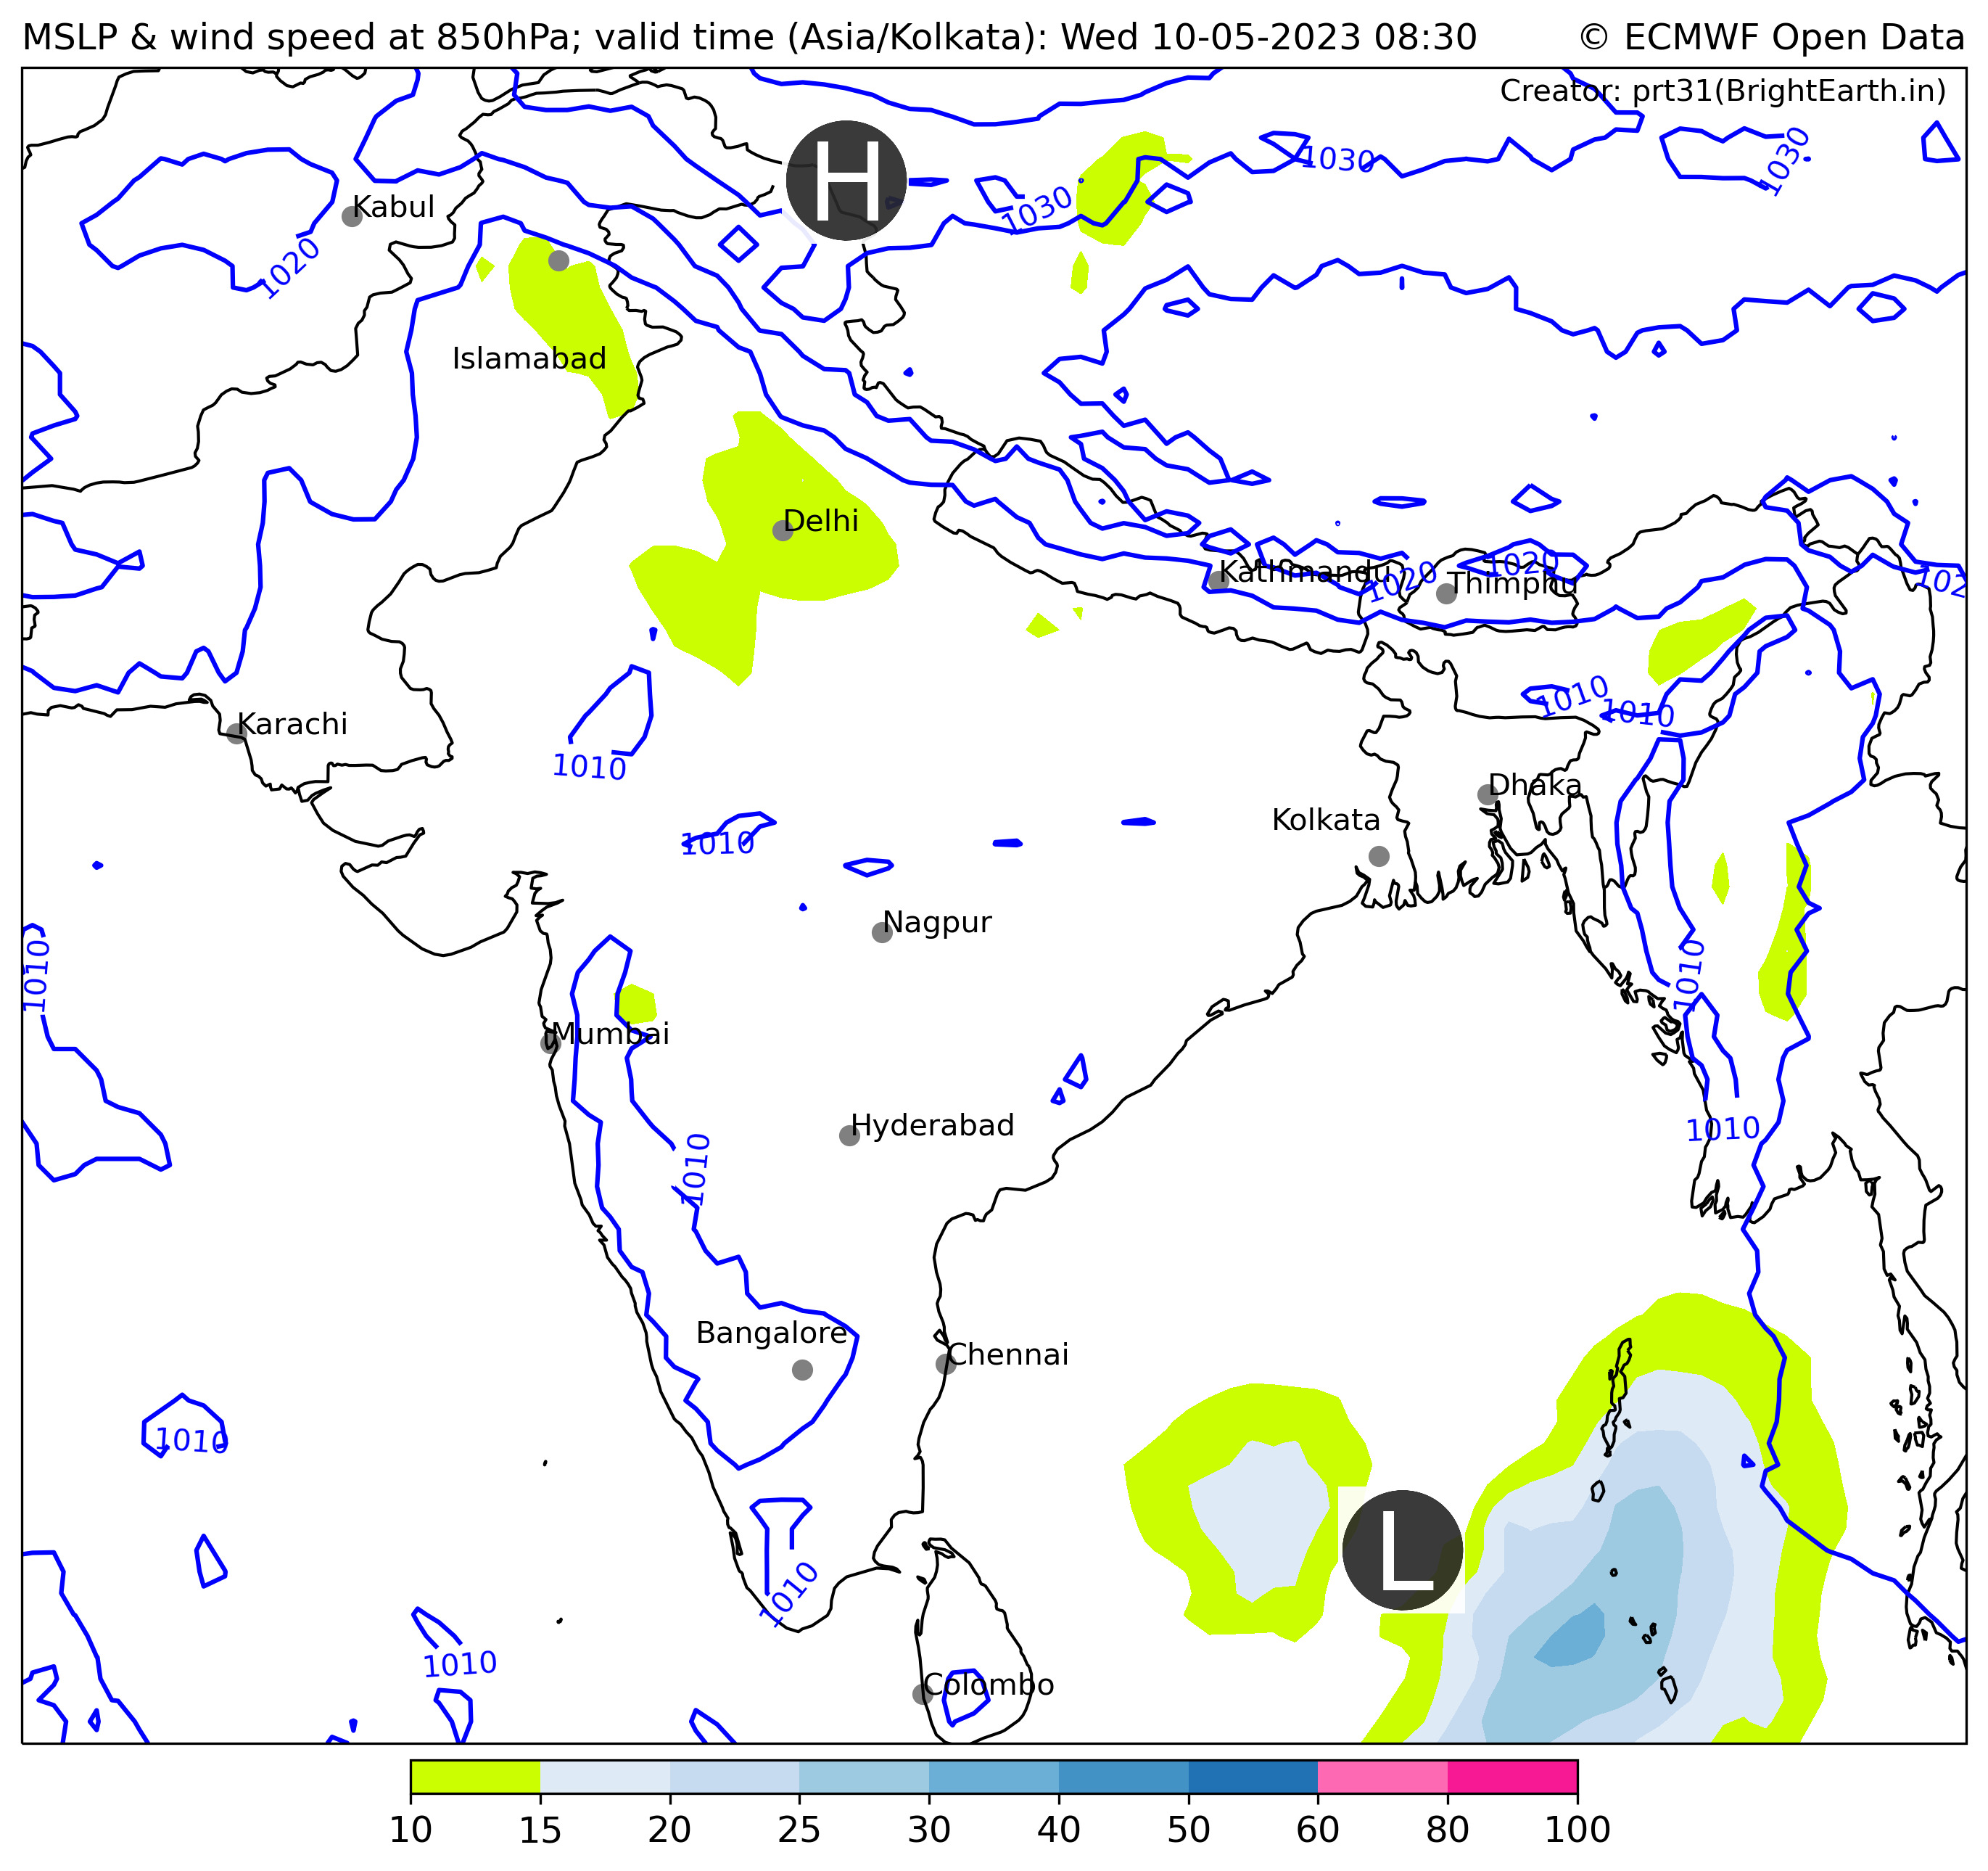 MSLP & wind speed at 850hPa; valid time (Asia/Kolkata): Wed 10-05-2023 08:30
© ECMWF Open Data
Creator: prt31(BrightEarth.in)
H
1030
1030
1030
Kabul
1020
Islamabad
Delhi
Kathmandu
1020
Thimphu
1020
102
Karachi
1010
1010
1010
1010
Dhaka
Kolkata
1010
Nagpur
1010
1010
Mumbai
Hyderabad
1010
1010
Bangalore
Chennai
1010
L
1010
1010
Colombo
10 15 20 25 30 40 50 60 80 100